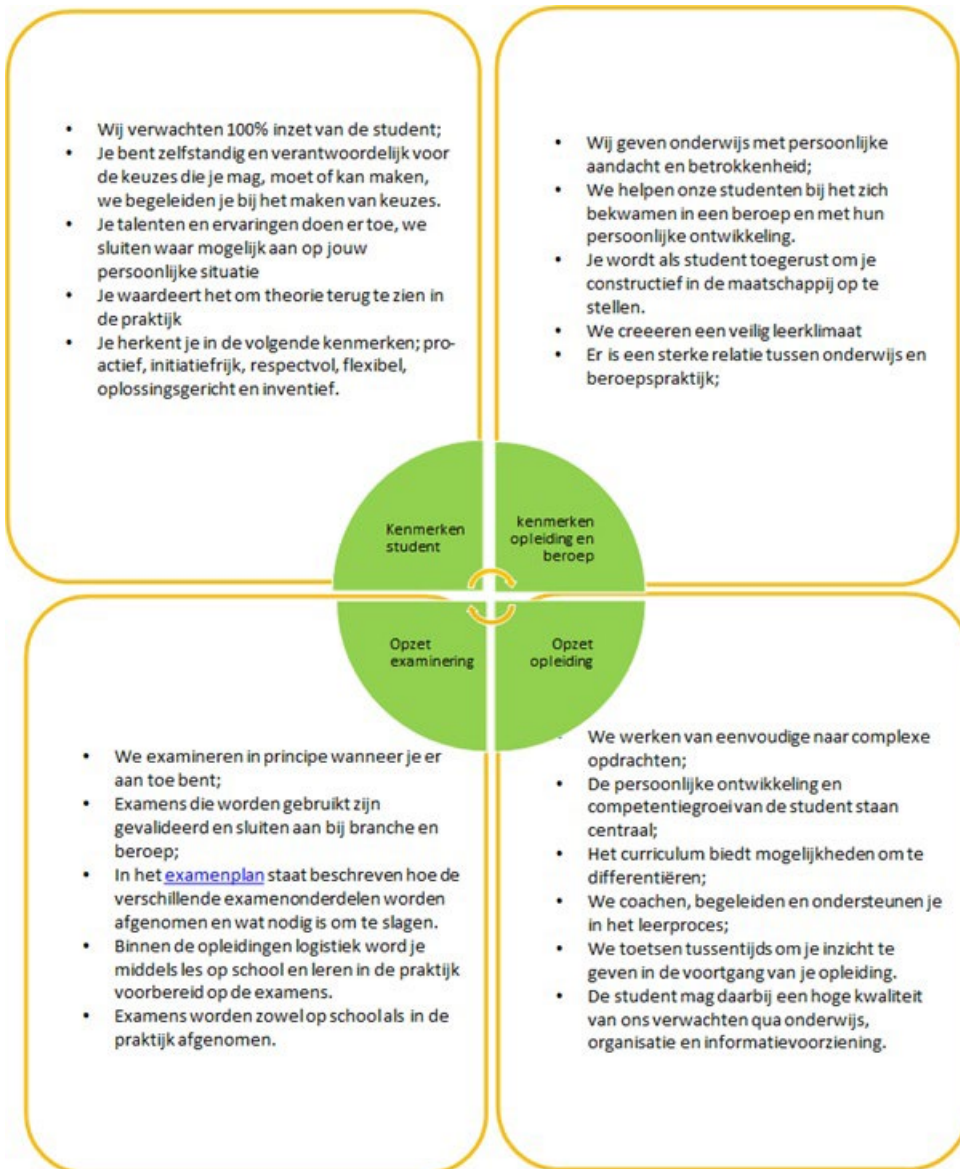 • Wij verwachten 100% inzet van de student;
• Je bent zelfstandig en verantwoordelijk voor
de keuzes die je mag, moet of kan maken,
we begeleiden je bij het maken van keuzes.
• Je talenten en ervaringen doen er toe, we
sluiten waar mogelijk aan op jouw
persoonlijke situatie
• Je waardeert het om theorie terug te zien in
de praktijk
• Je herkent je in de volgende kenmerken; pro-
actief, initiatiefrijk, respectvol, flexibel,
oplossingsgericht en inventief.
• Wij geven onderwijs met persoonlijke
aandacht en betrokkenheid;
• We helpen onze studenten bij het zich
bekwamen in een beroep en met hun
persoonlijke ontwikkeling.
• Je wordt als student toegerust om je
constructief in de maatschappij op te
stellen.
• We creeeren een veilig leerklimaat
• Er is een sterke relatie tussen onderwijs en
beroepspraktijk;
Kenmerken
student
kenmerken
opleiding en
beroep
Opzet
examinering
Opzet
opleiding
• We examineren in principe wanneer je er
aan toe bent;
• Examens die worden gebruikt zijn
gevalideerd en sluiten aan bij branche en
beroep;
• In het examenplan staat beschreven hoe de
verschillende examenonderdelen worden
afgenomen en wat nodig is om te slagen.
• Binnen de opleidingen logistiek word je
middels les op school en leren in de praktijk
voorbereid op de examens.
• Examens worden zowel op school als in de
praktijk afgenomen.
• We werken van eenvoudige naar complexe
opdrachten;
• De persoonlijke ontwikkeling en
competentiegroei van de student staan
centraal;
• Het curriculum biedt mogelijkheden om te
differentiëren;
• We coachen, begeleiden en ondersteunen je
in het leerproces;
• We toetsen tussentijds om je inzicht te
geven in de voortgang van je opleiding.
• De student mag daarbij een hoge kwaliteit
van ons verwachten qua onderwijs,
organisatie en informatievoorziening.